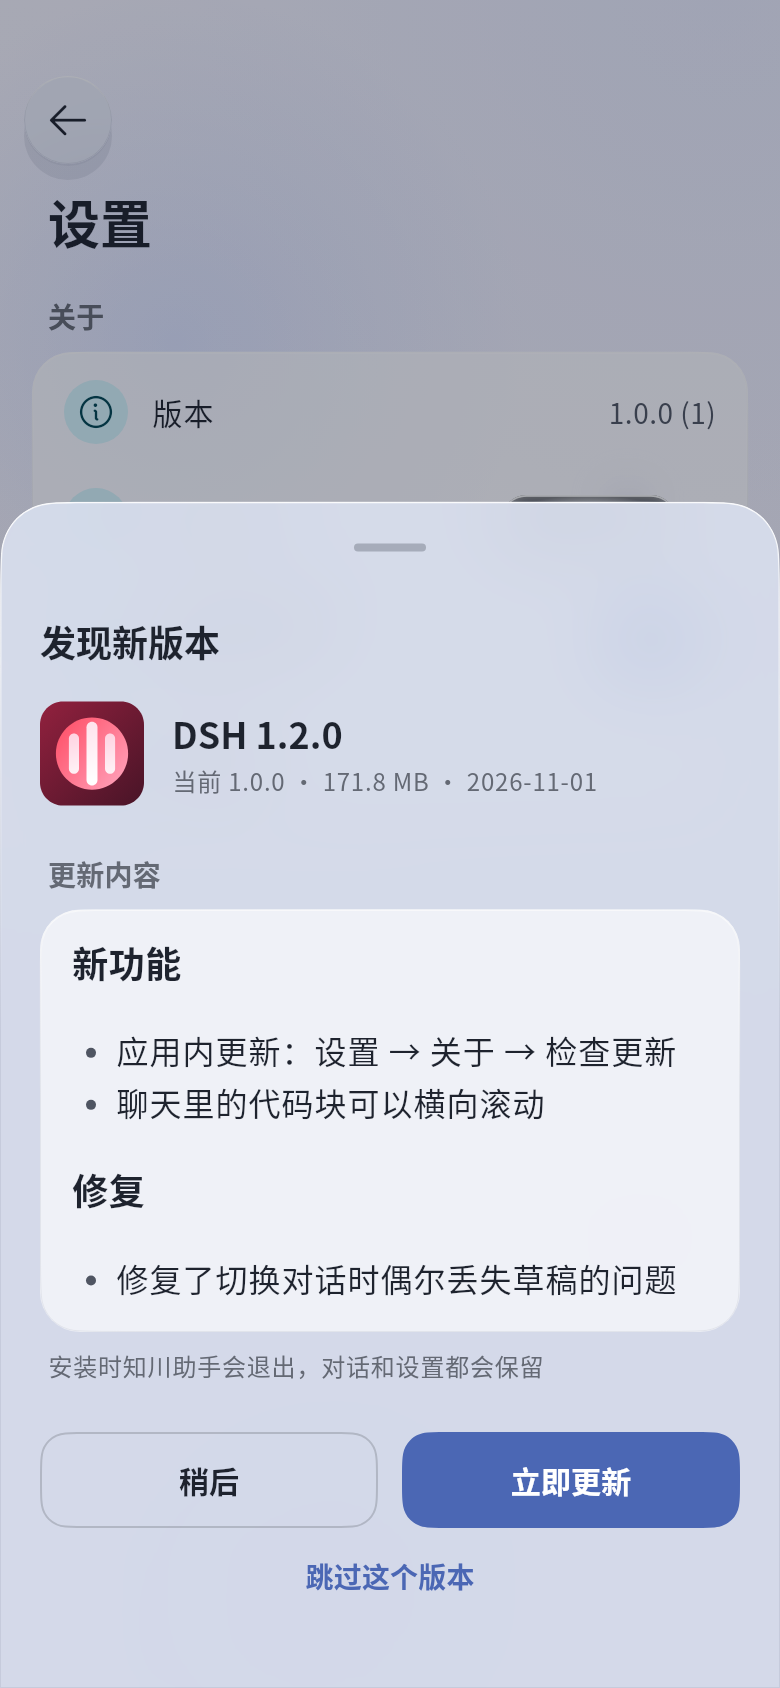 设置
关于
版本 1.0.0 (1)
发现新版本
DSH 1.2.0
当前 1.0.0 · 171.8 MB · 2026-11-01
更新内容
新功能
• 应用内更新：设置 → 关于 → 检查更新
• 聊天里的代码块可以横向滚动
修复
• 修复了切换对话时偶尔丢失草稿的问题
安装时知川助手会退出，对话和设置都会保留
稍后 立即更新
跳过这个版本